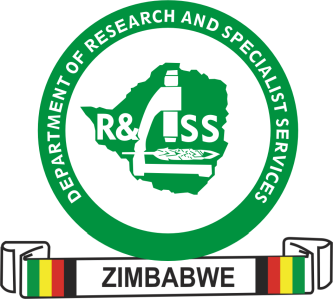 DEPARTMENT OF RESEARCH AND SPECIALIST SERVICES
R&SS
ZIMBABWE